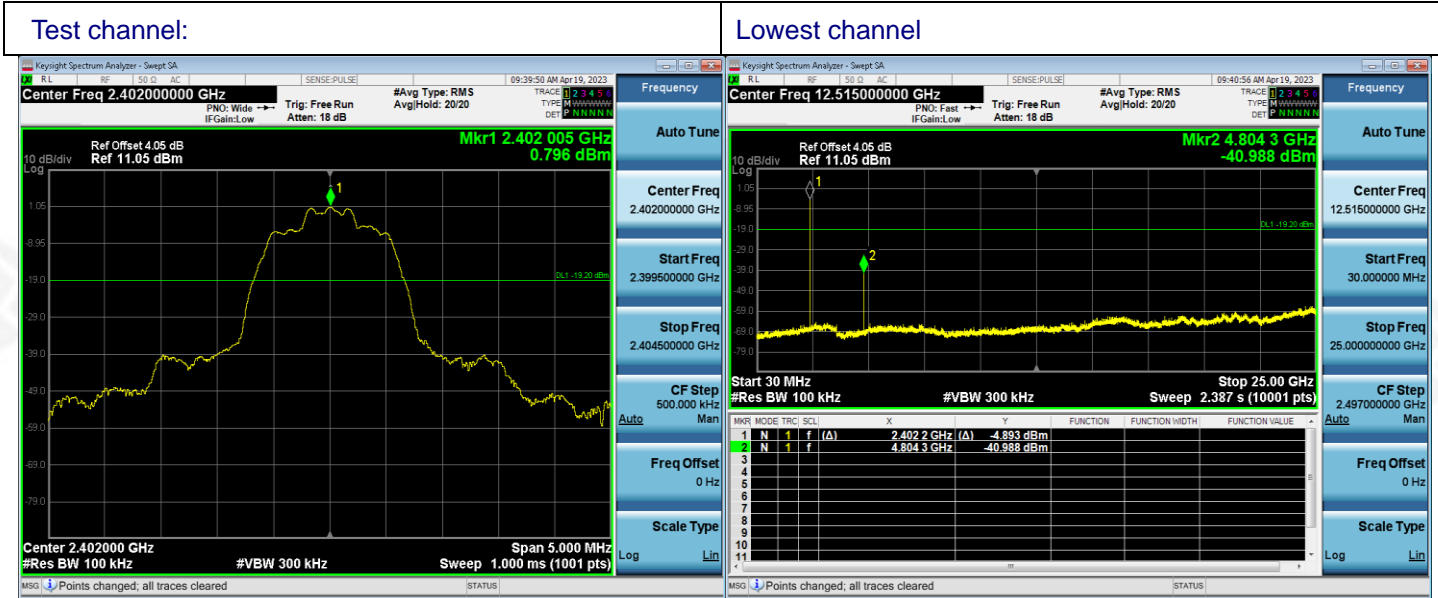 Test channel:
Lowest channel
Keysight Spectrum Analyzer - Swept SA
LXI RL RF 50 Ω AC SENSE:PULSE 09:39:50 AM Apr 19, 2023
Center Freq 2.402000000 GHz
#Avg Type: RMS
TRACE 1 2 3 4 5 6
PNO: Wide
Trig: Free Run
Avg|Hold: 20/20
TYPE M WWWWW
IFGain:Low
Atten: 18 dB
DET P N N N N N
Mkr1 2.402 005 GHz
0.796 dBm
Ref Offset 4.05 dB
10 dB/div Ref 11.05 dBm
Log
1
1.05
-8.95
-19.0
DL1 -19.20 dBm
-29.0
-39.0
-49.0
-59.0
-69.0
-79.0
Center 2.402000 GHz Span 5.000 MHz
#Res BW 100 kHz #VBW 300 kHz Sweep 1.000 ms (1001 pts)
MSG Points changed; all traces cleared STATUS
Frequency
Auto Tune
Center Freq
2.402000000 GHz
Start Freq
2.399500000 GHz
Stop Freq
2.404500000 GHz
CF Step
500.000 kHz
Auto Man
Freq Offset
0 Hz
Scale Type
Log Lin
Keysight Spectrum Analyzer - Swept SA
LXI RL RF 50 Ω AC SENSE:PULSE 09:40:56 AM Apr 19, 2023
Center Freq 12.515000000 GHz
#Avg Type: RMS
TRACE 1 2 3 4 5 6
PNO: Fast
Trig: Free Run
Avg|Hold: 20/20
TYPE M WWWWW
IFGain:Low
Atten: 18 dB
DET P N N N N N
Mkr2 4.804 3 GHz
-40.988 dBm
Ref Offset 4.05 dB
10 dB/div Ref 11.05 dBm
Log
1
1.05
-8.95
-19.0
DL1 -19.20 dBm
-29.0
2
-39.0
-49.0
-59.0
-69.0
-79.0
Start 30 MHz Stop 25.00 GHz
#Res BW 100 kHz #VBW 300 kHz Sweep 2.387 s (10001 pts)
MKR MODE TRC SCL X Y FUNCTION FUNCTION WIDTH FUNCTION VALUE
1 N 1 f (Δ) 2.402 2 GHz (Δ) -4.893 dBm
2 N 1 f 4.804 3 GHz -40.988 dBm
3
4
5
6
7
8
9
10
11
MSG Points changed; all traces cleared STATUS
Frequency
Auto Tune
Center Freq
12.515000000 GHz
Start Freq
30.000000 MHz
Stop Freq
25.000000000 GHz
CF Step
2.497000000 GHz
Auto Man
Freq Offset
0 Hz
Scale Type
Log Lin